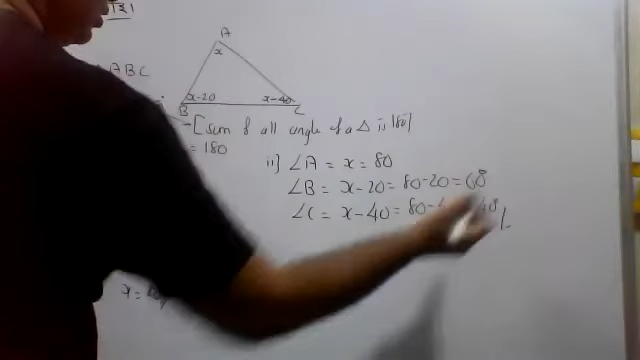 A
x
ABC
x-20
x-40
B
C
[sum of all angle of a Δ is 180]
= 180
ii] ∠A = x = 80
∠B = x-20 = 80-20 = 60°
∠C = x-40 = 80-
x =